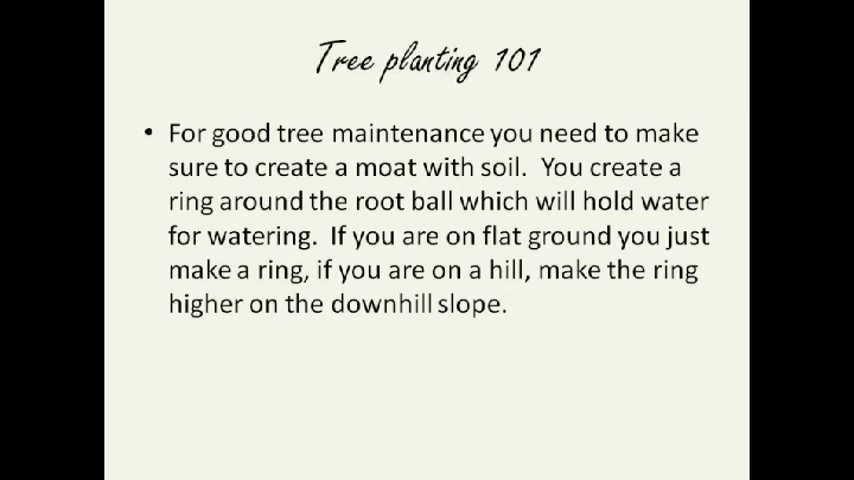 Tree planting 101
• For good tree maintenance you need to make
sure to create a moat with soil.  You create a
ring around the root ball which will hold water
for watering.  If you are on flat ground you just
make a ring, if you are on a hill, make the ring
higher on the downhill slope.